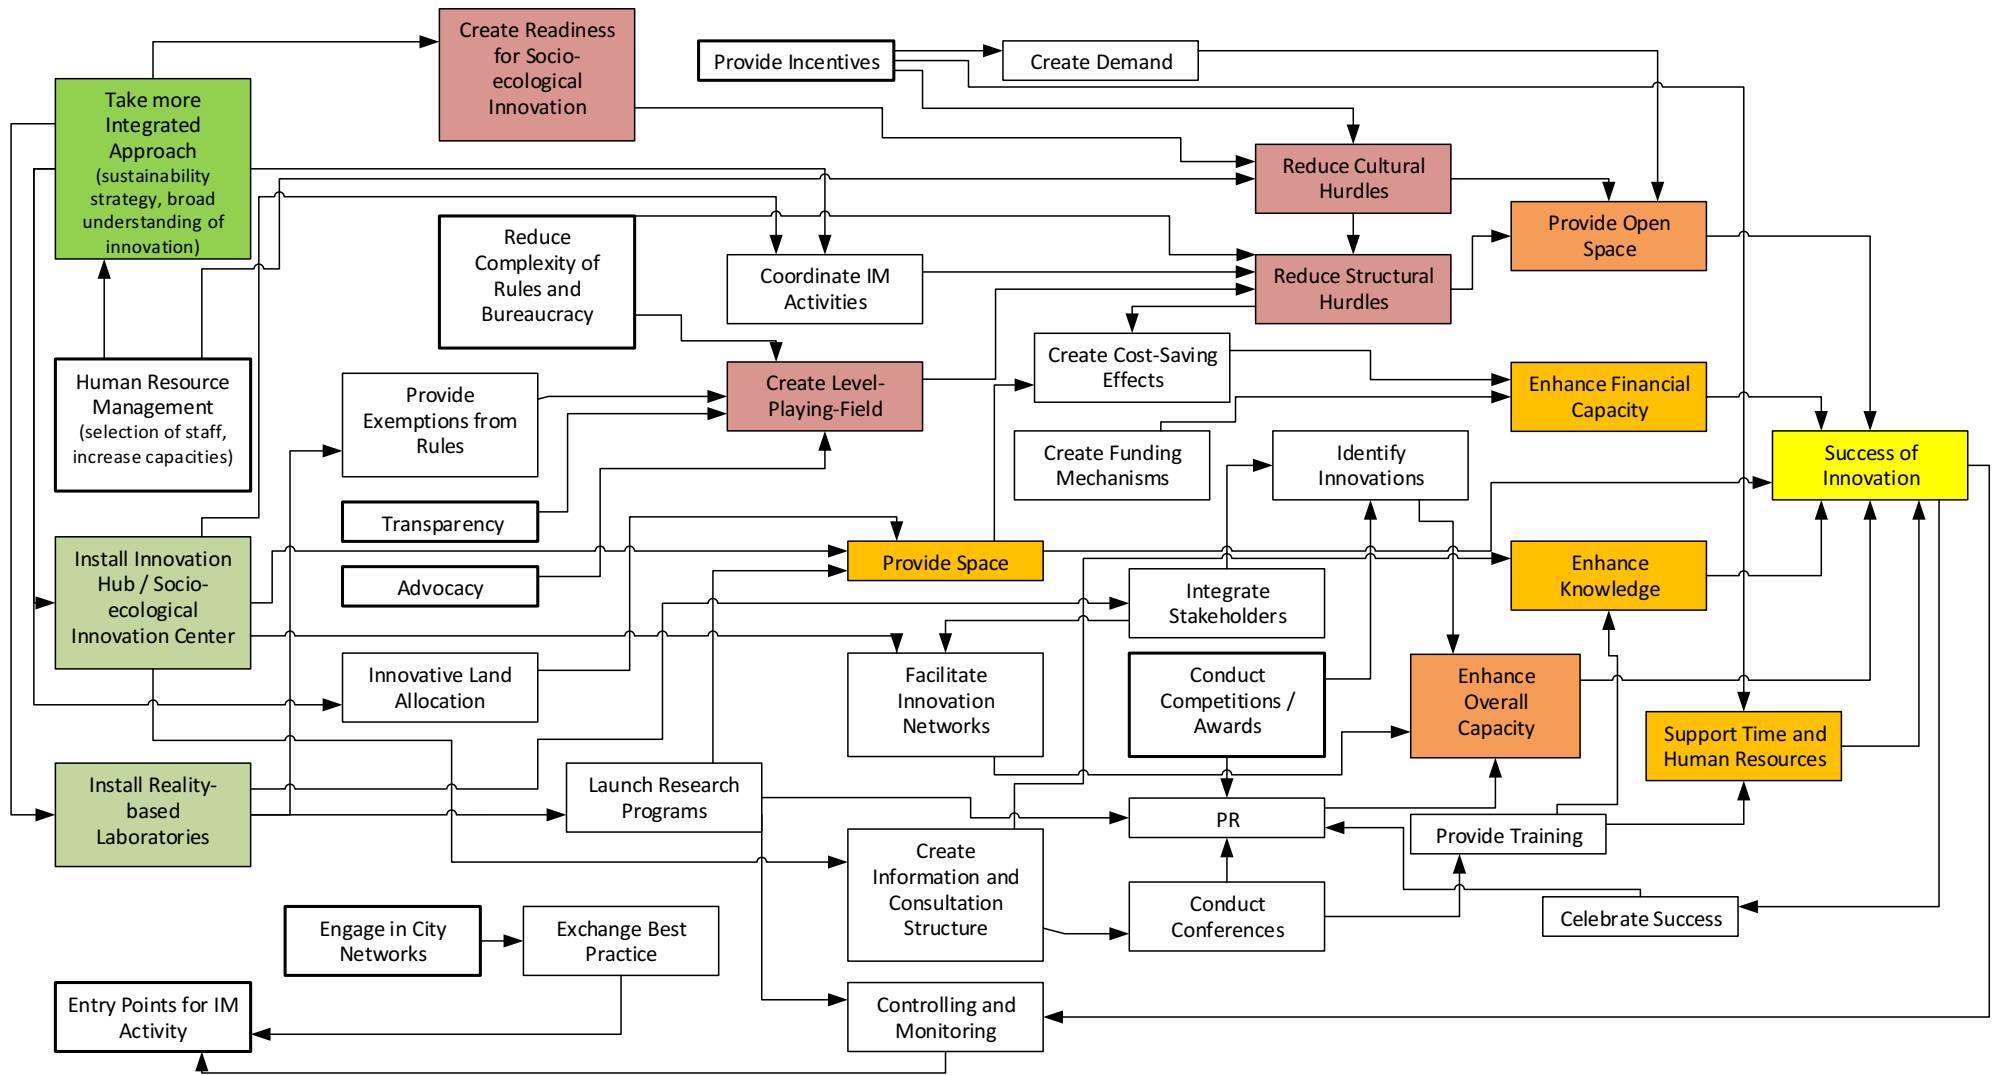 Create Readiness
for Socio-
ecological
Innovation
Provide Incentives
Create Demand
Take more
Integrated
Approach
(sustainability
strategy, broad
understanding of
innovation)
Reduce Cultural
Hurdles
Provide Open
Space
Reduce
Complexity of
Rules and
Bureaucracy
Coordinate IM
Activities
Reduce Structural
Hurdles
Human Resource
Management
(selection of staff,
increase capacities)
Provide
Exemptions from
Rules
Create Level-
Playing-Field
Create Cost-Saving
Effects
Enhance Financial
Capacity
Create Funding
Mechanisms
Identify
Innovations
Success of
Innovation
Transparency
Advocacy
Provide Space
Install Innovation
Hub / Socio-
ecological
Innovation Center
Integrate
Stakeholders
Enhance
Knowledge
Innovative Land
Allocation
Facilitate
Innovation
Networks
Conduct
Competitions /
Awards
Enhance
Overall
Capacity
Support Time and
Human Resources
Install Reality-
based
Laboratories
Launch Research
Programs
PR
Provide Training
Create
Information and
Consultation
Structure
Conduct
Conferences
Celebrate Success
Engage in City
Networks
Exchange Best
Practice
Entry Points for IM
Activity
Controlling and
Monitoring